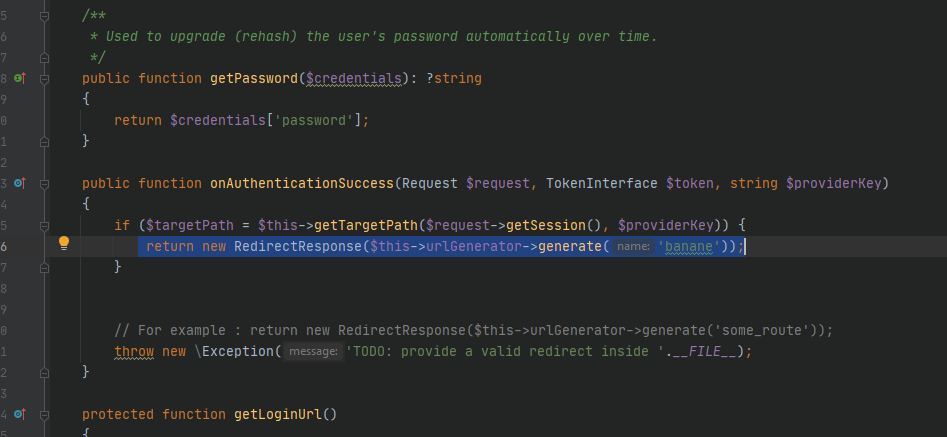 5 /**
6 * Used to upgrade (rehash) the user's password automatically over time.
7 */
8 public function getPassword($credentials): ?string
9 {
0 return $credentials['password'];
1 }
2
3 public function onAuthenticationSuccess(Request $request, TokenInterface $token, string $providerKey)
4 {
5 if ($targetPath = $this->getTargetPath($request->getSession(), $providerKey)) {
6 return new RedirectResponse($this->urlGenerator->generate( name: 'banane'));
7 }
8
9
0 // For example : return new RedirectResponse($this->urlGenerator->generate('some_route'));
1 throw new \Exception( message: 'TODO: provide a valid redirect inside '.__FILE__);
2 }
3
4 protected function getLoginUrl()
5 {